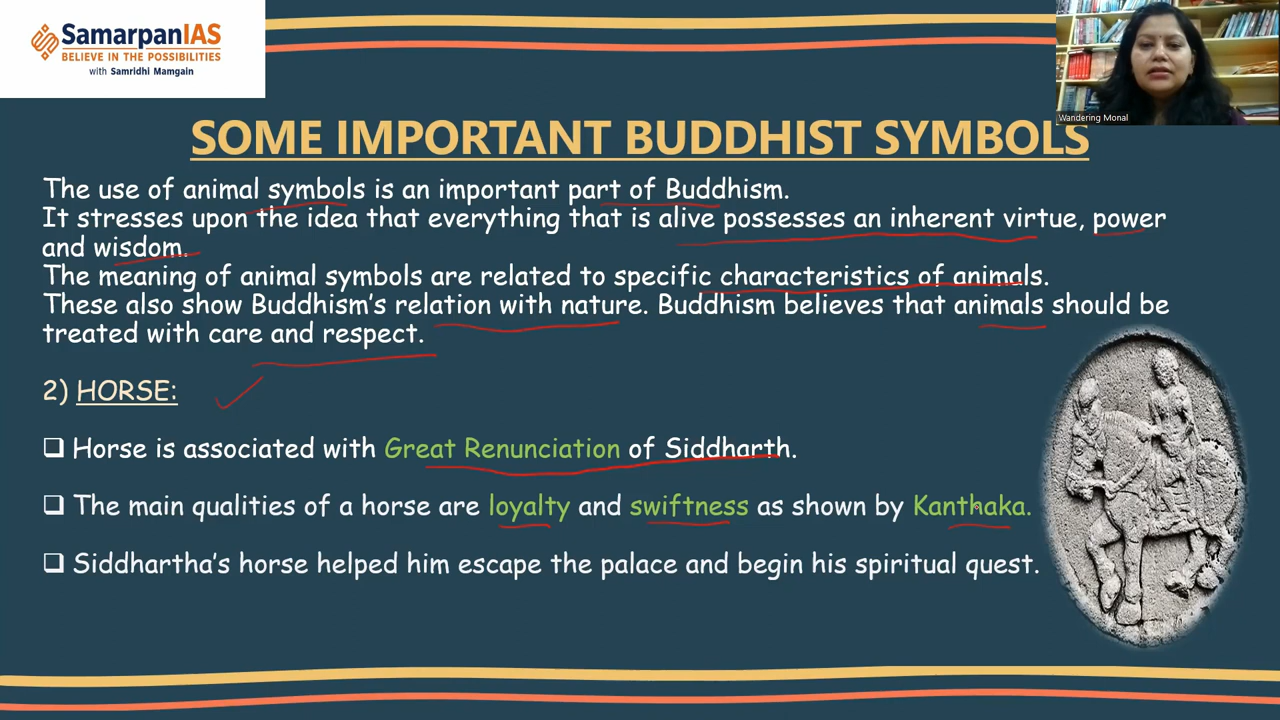 SamarpanIAS
BELIEVE IN THE POSSIBILITIES
with Samridhi Mamgain
Wandering Monal
SOME IMPORTANT BUDDHIST SYMBOLS
The use of animal symbols is an important part of Buddhism.
It stresses upon the idea that everything that is alive possesses an inherent virtue, power
and wisdom.
The meaning of animal symbols are related to specific characteristics of animals.
These also show Buddhism's relation with nature. Buddhism believes that animals should be
treated with care and respect.
2) HORSE:
❑ Horse is associated with Great Renunciation of Siddharth.
❑ The main qualities of a horse are loyalty and swiftness as shown by Kanthaka.
❑ Siddhartha's horse helped him escape the palace and begin his spiritual quest.